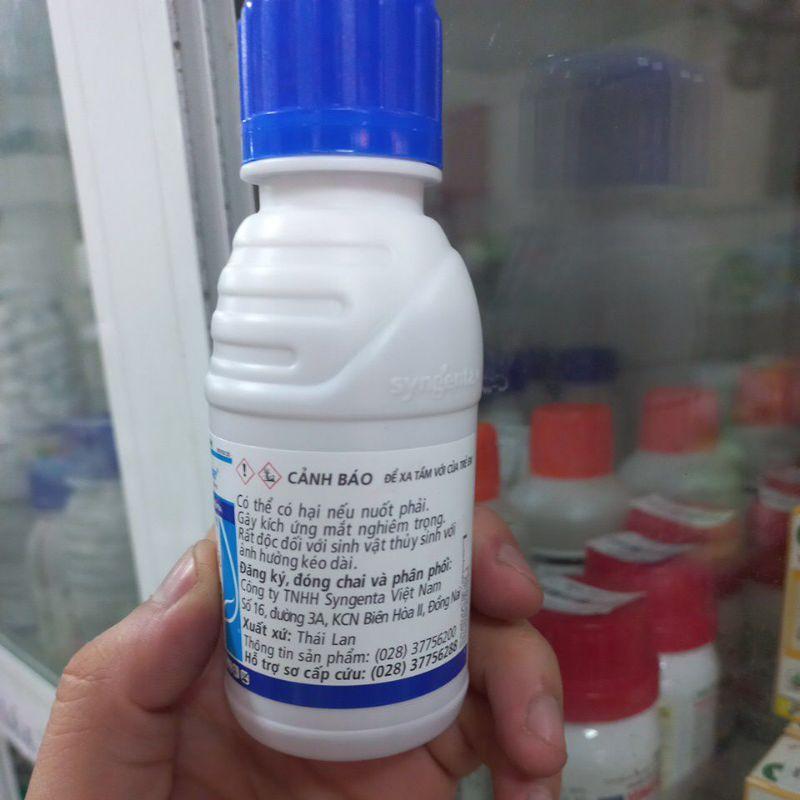 syngenta
CẢNH BÁO ĐỂ XA TẦM VỚI CỦA TRẺ EM
Có thể có hại nếu nuốt phải.
Gây kích ứng mắt nghiêm trọng.
Rất độc đối với sinh vật thủy sinh với
ảnh hưởng kéo dài.
Đăng ký, đóng chai và phân phối:
Công ty TNHH Syngenta Việt Nam
Số 16, đường 3A, KCN Biên Hòa II, Đồng Nai
Xuất xứ: Thái Lan
Thông tin sản phẩm: (028) 37756200
Hỗ trợ sơ cấp cứu: (028) 37756288